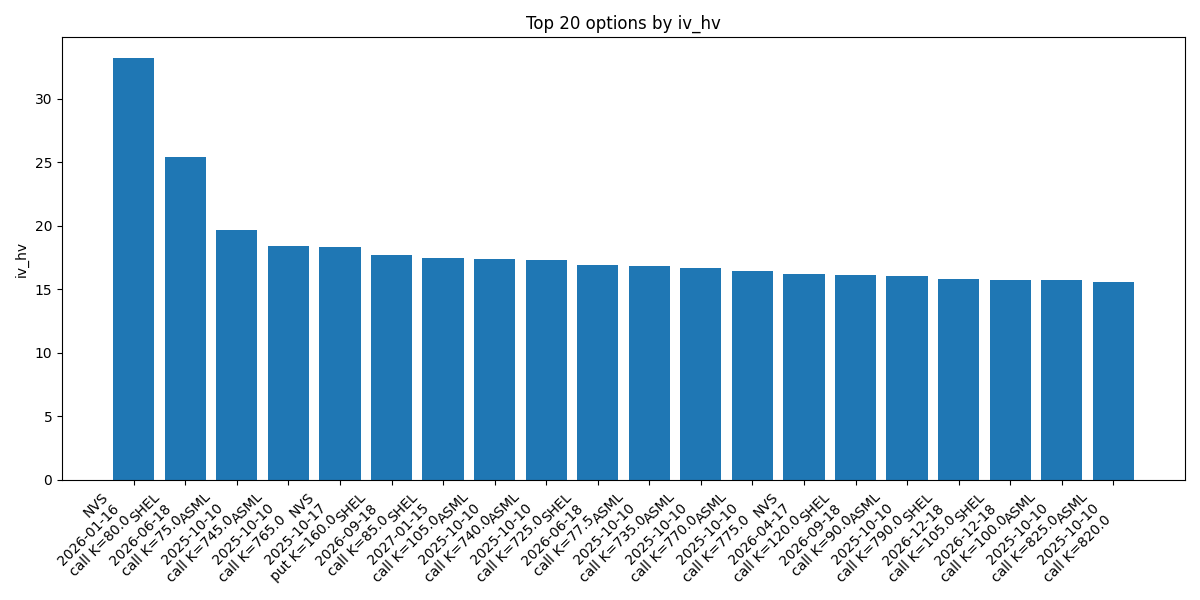 Top 20 options by iv_hv
iv_hv
30
25
20
15
10
5
0
NVS
2026-01-16
call K=80.0
SHEL
2026-06-18
call K=75.0
ASML
2025-10-10
call K=745.0
ASML
2025-10-10
call K=765.0
NVS
2025-10-17
put K=160.0
SHEL
2026-09-18
call K=85.0
SHEL
2027-01-15
call K=105.0
ASML
2025-10-10
call K=740.0
ASML
2025-10-10
call K=725.0
SHEL
2026-06-18
call K=77.5
ASML
2025-10-10
call K=735.0
ASML
2025-10-10
call K=770.0
ASML
2025-10-10
call K=775.0
NVS
2026-04-17
call K=120.0
SHEL
2026-09-18
call K=90.0
ASML
2025-10-10
call K=790.0
SHEL
2026-12-18
call K=105.0
SHEL
2026-12-18
call K=100.0
ASML
2025-10-10
call K=825.0
ASML
2025-10-10
call K=820.0